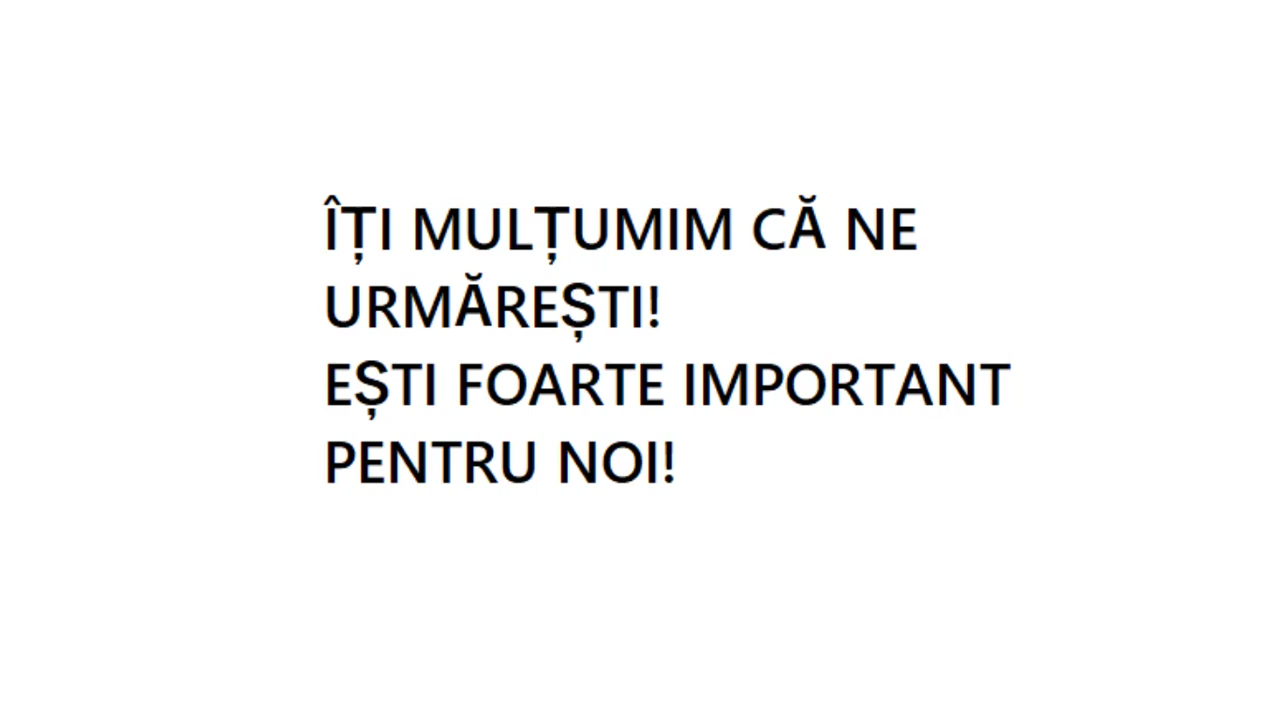 ÎȚI MULȚUMIM CĂ NE
URMĂREȘTI!
EȘTI FOARTE IMPORTANT
PENTRU NOI!